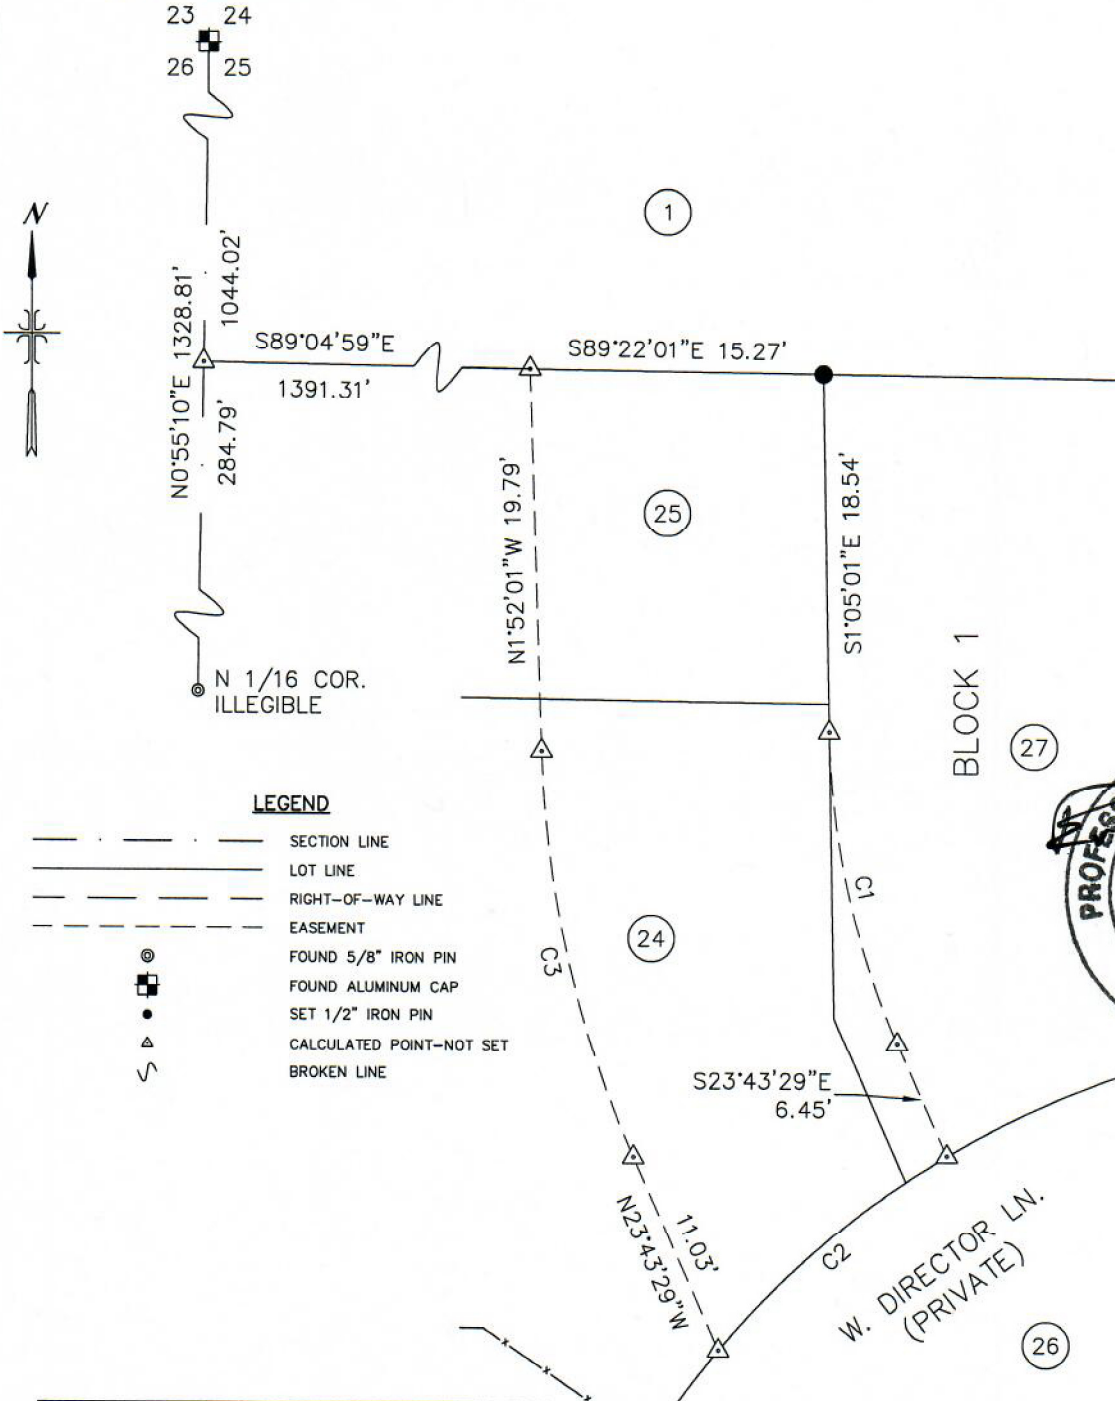 23 24
26 25
N
1
N0°55'10"E 1328.81'
1044.02'
284.79'
S89°04'59"E
1391.31'
S89°22'01"E 15.27'
N1°52'01"W 19.79'
25
S1°05'01"E 18.54'
N 1/16 COR.
ILLEGIBLE
BLOCK 1
27
LEGEND
SECTION LINE
LOT LINE
RIGHT-OF-WAY LINE
EASEMENT
FOUND 5/8" IRON PIN
FOUND ALUMINUM CAP
SET 1/2" IRON PIN
CALCULATED POINT-NOT SET
BROKEN LINE
C1
C3
24
S23°43'29"E
6.45'
11.03'
N23°43'29"W
C2
W. DIRECTOR LN.
(PRIVATE)
26